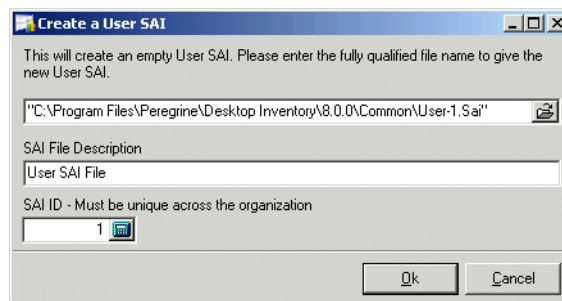 Create a User SAI
This will create an empty User SAI. Please enter the fully qualified file name to give the
new User SAI.
"C:\Program Files\Peregrine\Desktop Inventory\8.0.0\Common\User-1.Sai"
SAI File Description
User SAI File
SAI ID - Must be unique across the organization
1
Ok
Cancel